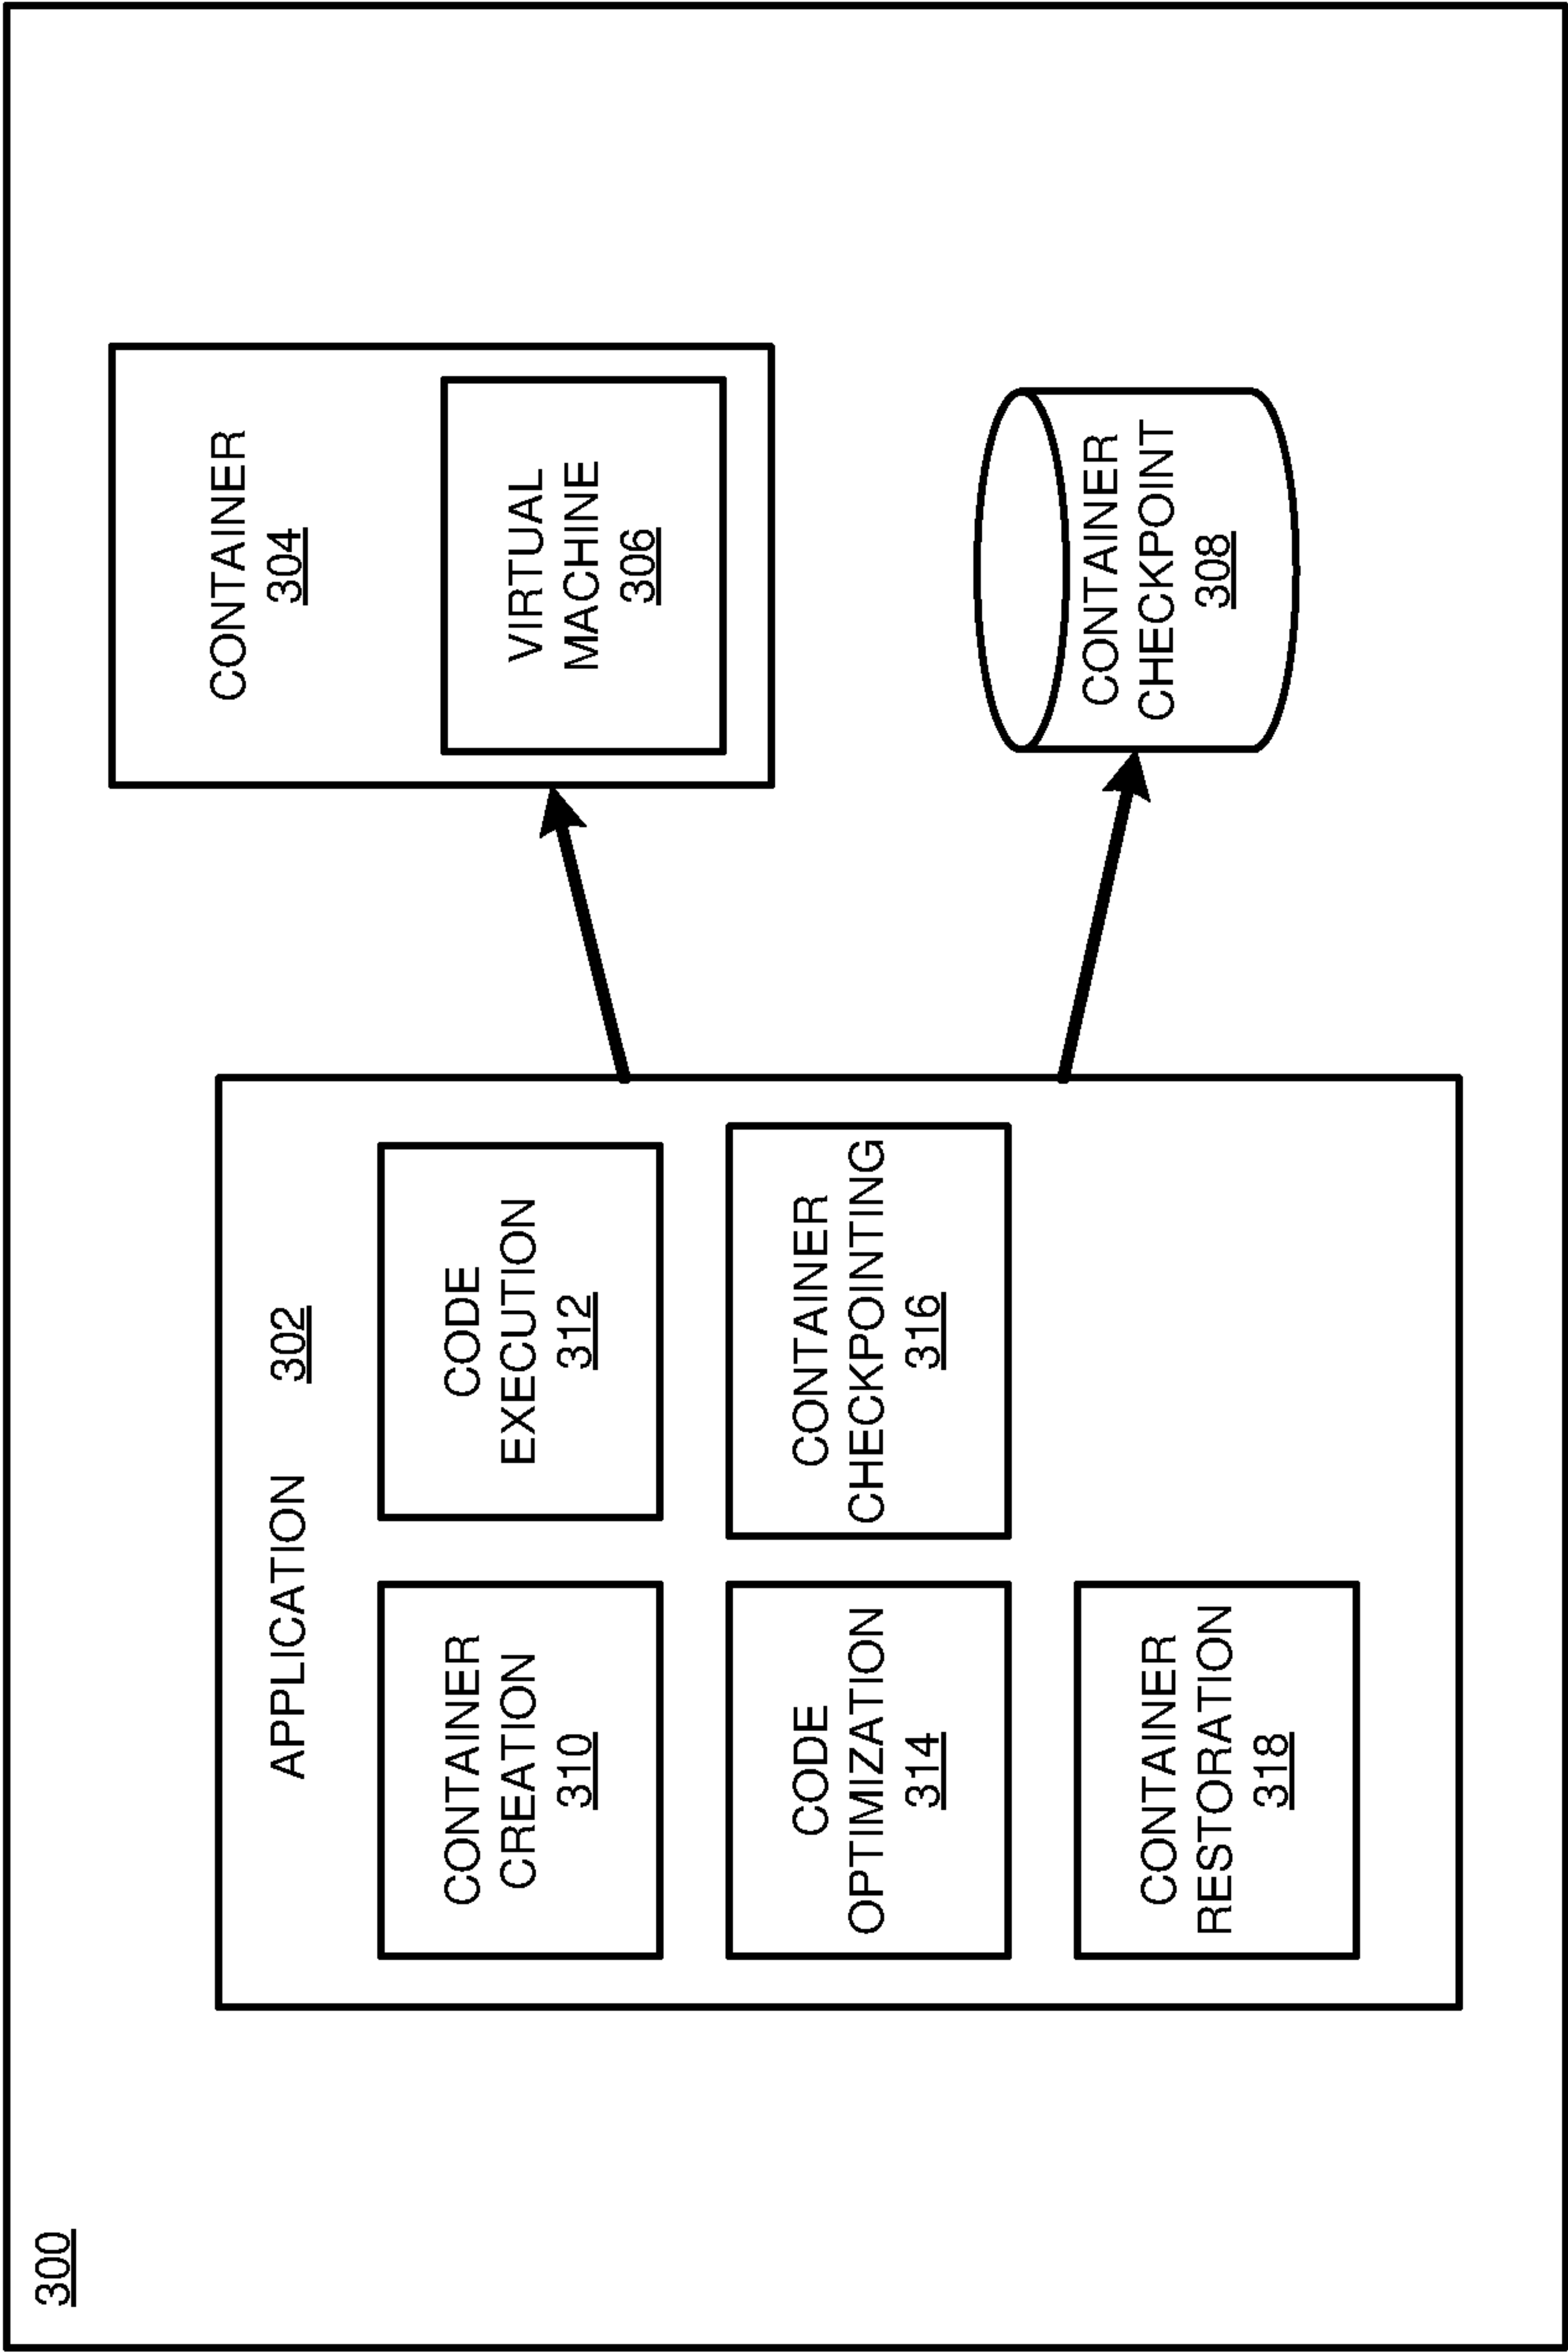 300
APPLICATION 302
CONTAINER
CREATION
310
CODE
EXECUTION
312
CODE
OPTIMIZATION
314
CONTAINER
CHECKPOINTING
316
CONTAINER
RESTORATION
318
CONTAINER
304
VIRTUAL
MACHINE
306
CONTAINER
CHECKPOINT
308